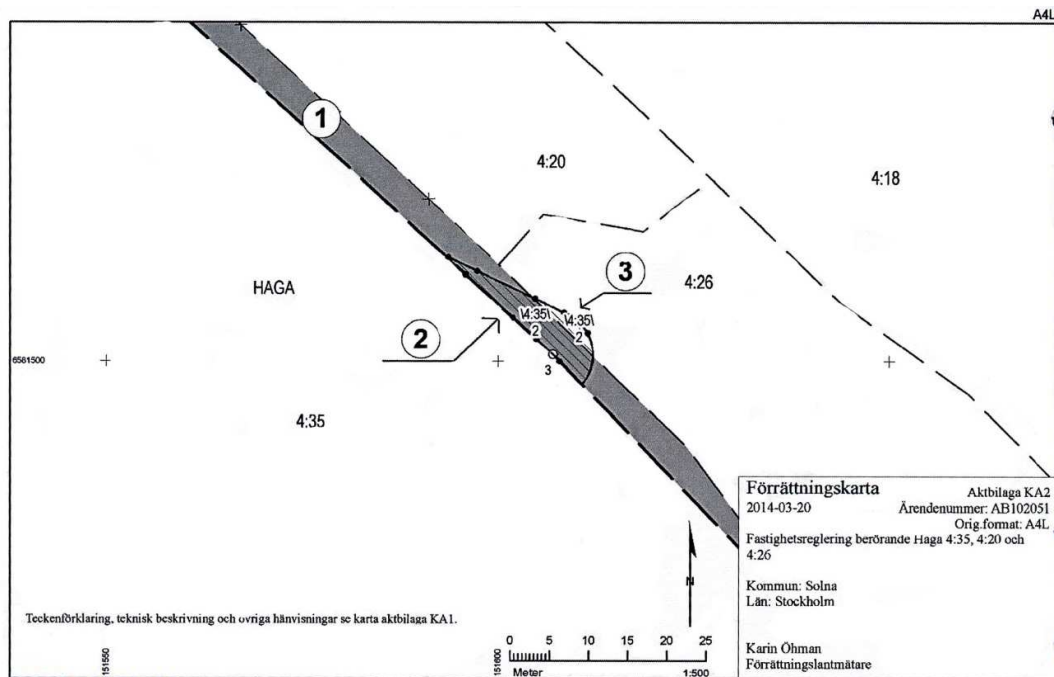 A4L
1
4:20
4:18
3
HAGA
4:26
\4:35\
2
\4:35\
2
2
6581500
3
4:35
Förrättningskarta
Aktbilaga KA2
2014-03-20
Ärendenummer: AB102051
Orig.format: A4L
Fastighetsreglering berörande Haga 4:35, 4:20 och
4:26
N
Kommun: Solna
Län: Stockholm
Teckenförklaring, teknisk beskrivning och övriga hänvisningar se karta aktbilaga KA1.
151550
151600
0 5 10 15 20 25
Meter
1:500
Karin Öhman
Förrättningslantmätare